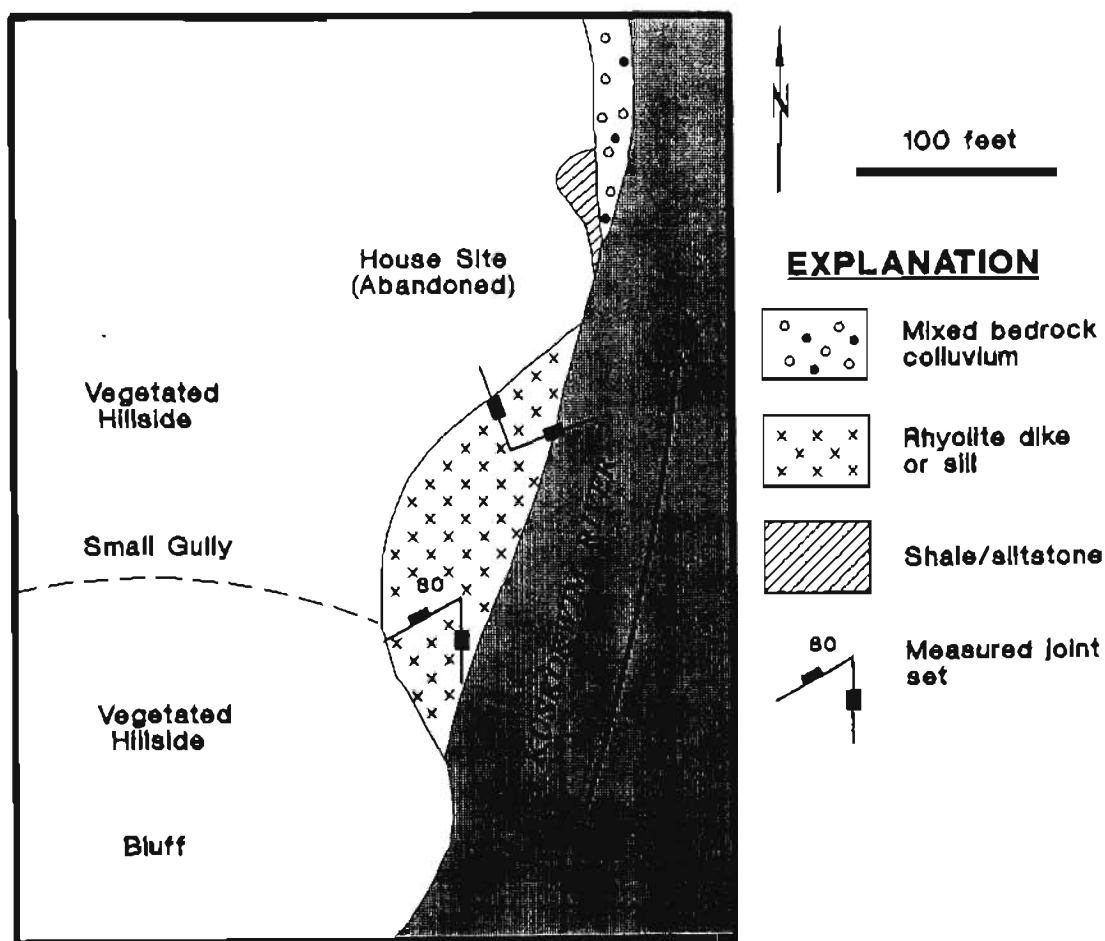 N
100 feet
House Site
(Abandoned)
EXPLANATION
Mixed bedrock
colluvium
Vegetated
Hillside
Rhyolite dike
or sill
RIVER
Small Gully
Shale/siltstone
80
80
Measured joint
set
Vegetated
Hillside
Bluff